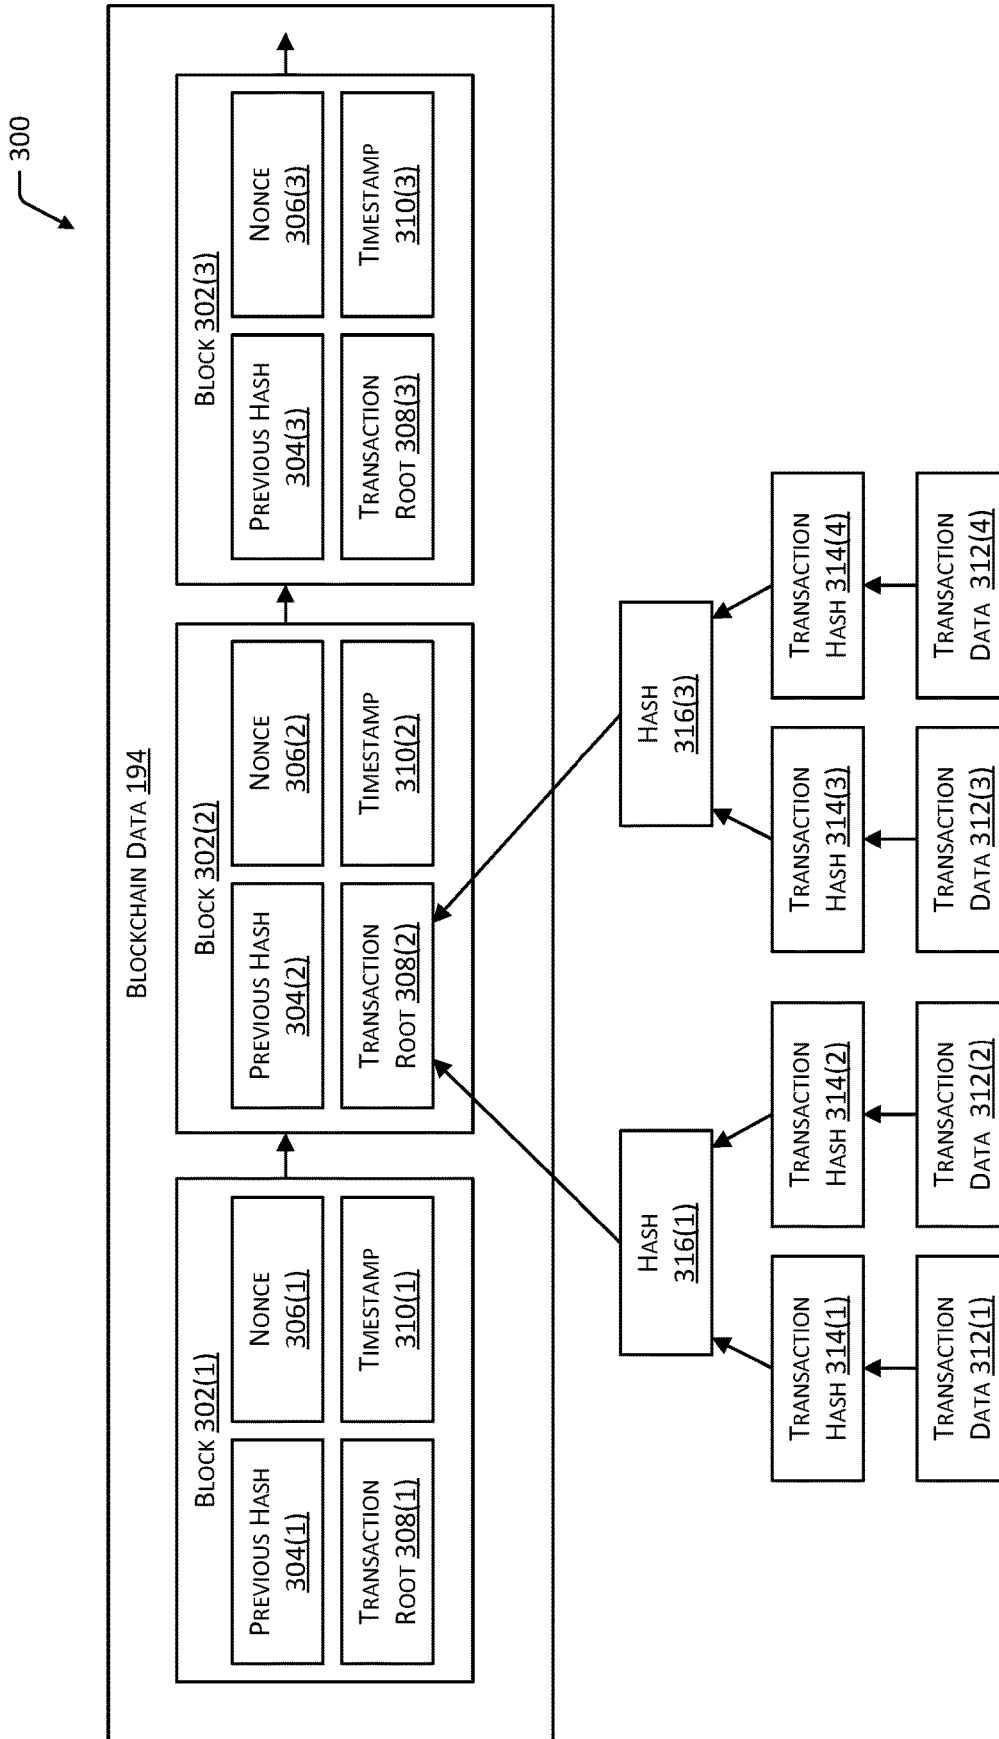 300
BLOCKCHAIN DATA 194
BLOCK 302(1)
PREVIOUS HASH
304(1)
NONCE
306(1)
TRANSACTION
ROOT 308(1)
TIMESTAMP
310(1)
BLOCK 302(2)
PREVIOUS HASH
304(2)
NONCE
306(2)
TRANSACTION
ROOT 308(2)
TIMESTAMP
310(2)
BLOCK 302(3)
PREVIOUS HASH
304(3)
NONCE
306(3)
TRANSACTION
ROOT 308(3)
TIMESTAMP
310(3)
HASH
316(1)
HASH
316(3)
TRANSACTION
HASH 314(1)
TRANSACTION
HASH 314(2)
TRANSACTION
HASH 314(3)
TRANSACTION
HASH 314(4)
TRANSACTION
DATA 312(1)
TRANSACTION
DATA 312(2)
TRANSACTION
DATA 312(3)
TRANSACTION
DATA 312(4)